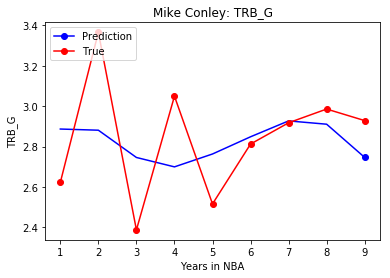 Mike Conley: TRB_G
Prediction
True
3.4
3.2
3.0
2.8
2.6
2.4
TRB_G
1 2 3 4 5 6 7 8 9
Years in NBA